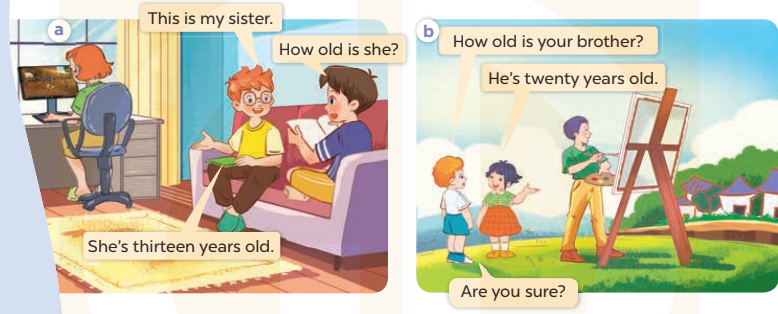 a
This is my sister.
How old is she?
She's thirteen years old.
b
How old is your brother?
He's twenty years old.
Are you sure?